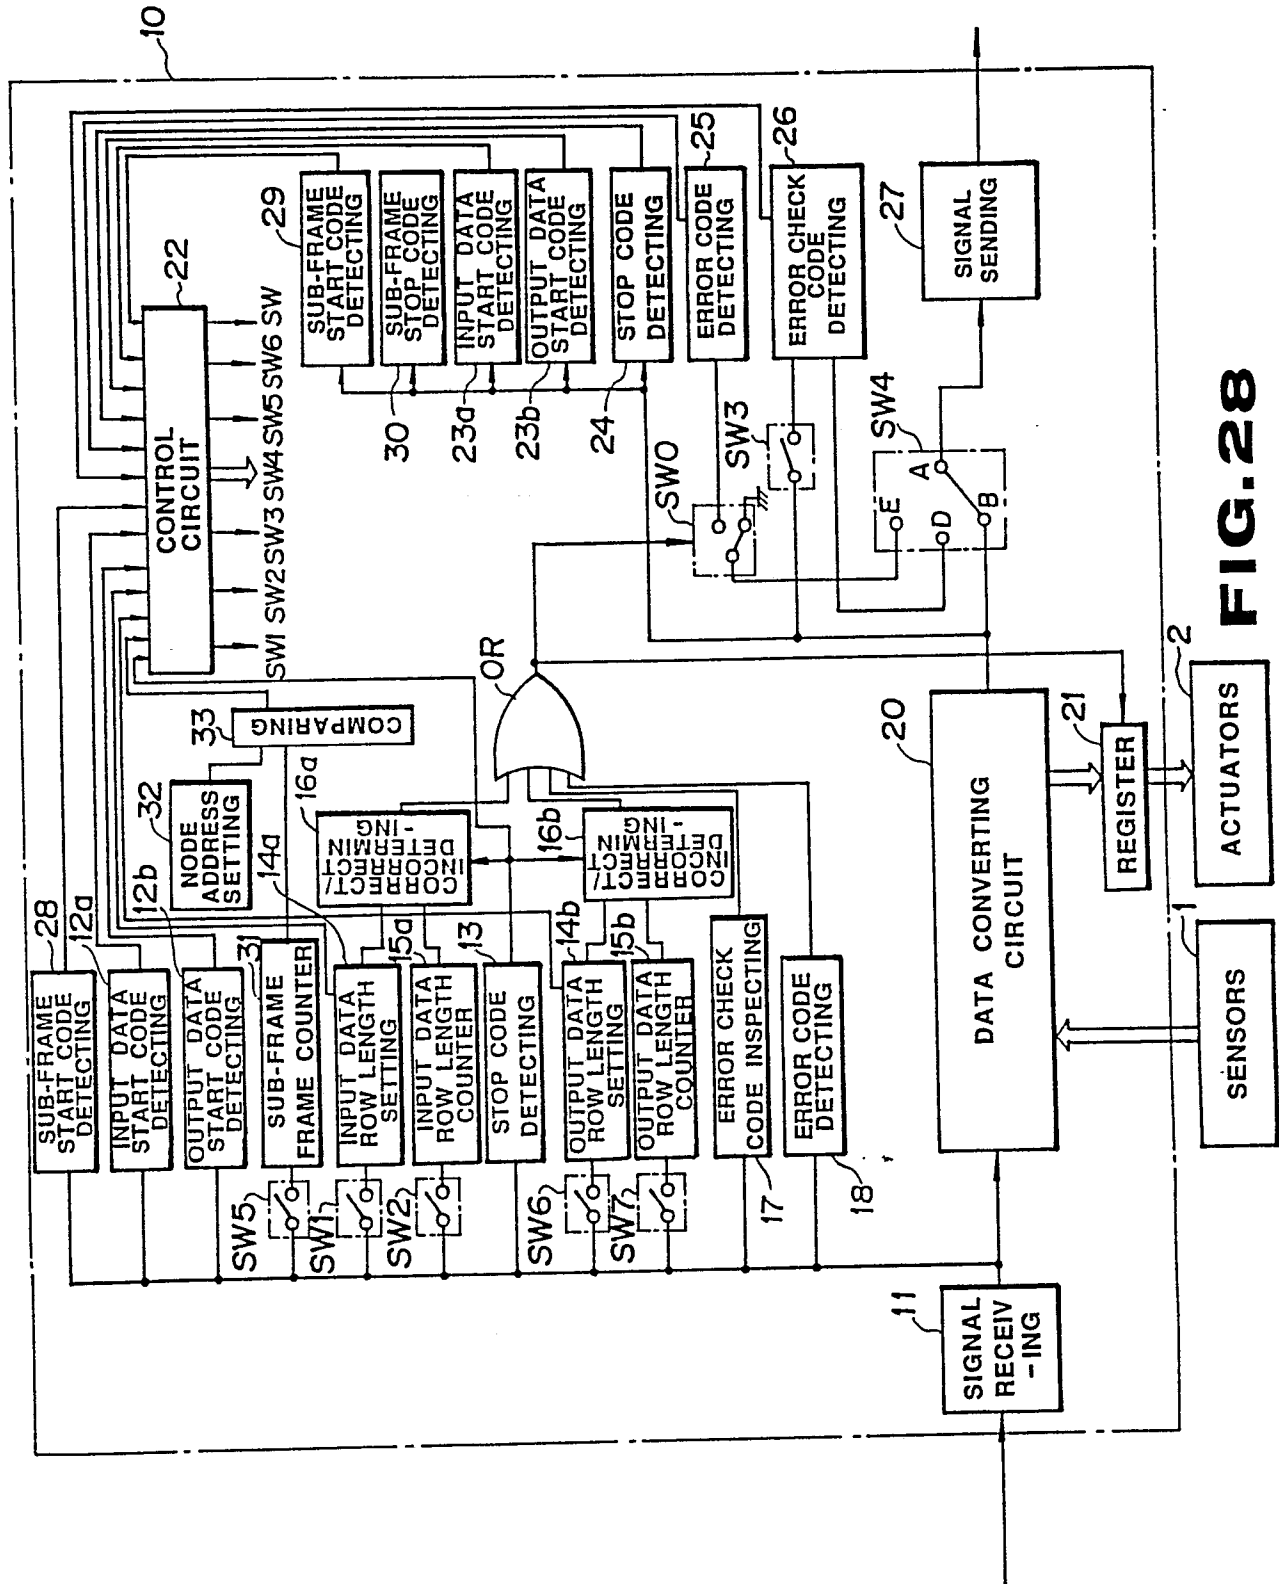 10
22
CONTROL
CIRCUIT
SW1 SW2 SW3 SW4 SW5 SW6 SW
28
SUB-FRAME
START CODE
DETECTING
12a
INPUT DATA
START CODE
DETECTING
12b
OUTPUT DATA
START CODE
DETECTING
31
SUB-FRAME
FRAME COUNTER
SW5
14a
INPUT DATA
ROW LENGTH
SETTING
SW1
15a
INPUT DATA
ROW LENGTH
COUNTER
SW2
13
STOP CODE
DETECTING
14b
OUTPUT DATA
ROW LENGTH
SETTING
SW6
15b
OUTPUT DATA
ROW LENGTH
COUNTER
SW7
ERROR CHECK
CODE INSPECTING
17
ERROR CODE
DETECTING
18
32
NODE
ADDRESS
SETTING
33
COMPARING
16a
CORRECT/
INCORRECT
DETERMIN
-ING
16b
CORRECT/
INCORRECT
DETERMIN
-ING
OR
29
SUB-FRAME
START CODE
DETECTING
SUB-FRAME
STOP CODE
DETECTING
30
INPUT DATA
START CODE
DETECTING
23a
OUTPUT DATA
START CODE
DETECTING
23b
STOP CODE
DETECTING
24
25
ERROR CODE
DETECTING
26
ERROR CHECK
CODE
DETECTING
SW0
SW3
SW4
E
A
D
B
27
SIGNAL
SENDING
11
SIGNAL
RECEIV
-ING
20
DATA CONVERTING
CIRCUIT
21
REGISTER
1
SENSORS
2
ACTUATORS
FIG.28